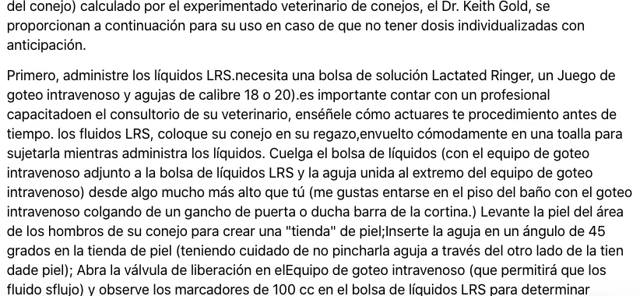 del conejo) calculado por el experimentado veterinario de conejos, el Dr. Keith Gold, se
proporcionan a continuación para su uso en caso de que no tener dosis individualizadas con
anticipación.
Primero, administre los líquidos LRS.necesita una bolsa de solución Lactated Ringer, un Juego de
goteo intravenoso y agujas de calibre 18 o 20).es importante contar con un profesional
capacitadoen el consultorio de su veterinario, enséñele cómo actuares te procedimiento antes de
tiempo. los fluidos LRS, coloque su conejo en su regazo,envuelto cómodamente en una toalla para
sujetarla mientras administra los líquidos. Cuelga el bolsa de líquidos (con el equipo de goteo
intravenoso adjunto a la bolsa de líquidos LRS y la aguja unida al extremo del equipo de goteo
intravenoso) desde algo mucho más alto que tú (me gustas entarse en el piso del baño con el goteo
intravenoso colgando de un gancho de puerta o ducha barra de la cortina.) Levante la piel del área
de los hombros de su conejo para crear una "tienda" de piel;Inserte la aguja en un ángulo de 45
grados en la tienda de piel (teniendo cuidado de no pincharla aguja a través del otro lado de la tien
dade piel); Abra la válvula de liberación en elEquipo de goteo intravenoso (que permitirá que los
fluido sflujo) y observe los marcadores de 100 cc en el bolsa de líquidos LRS para determinar